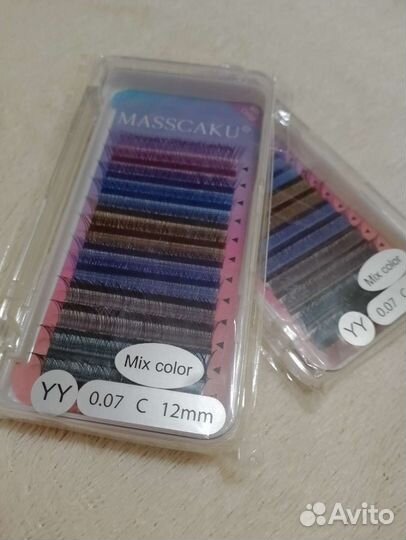 MASSCAKU®
Mix color
YY 0.07 C 12mm
Mix color
YY 0.07
Avito